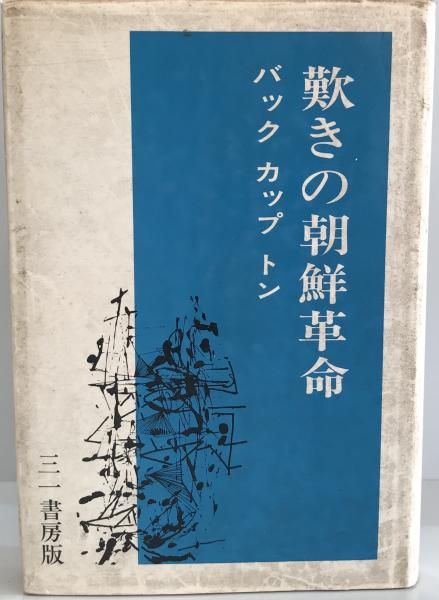 歎きの朝鮮革命
バック カップ トン
三一書房版